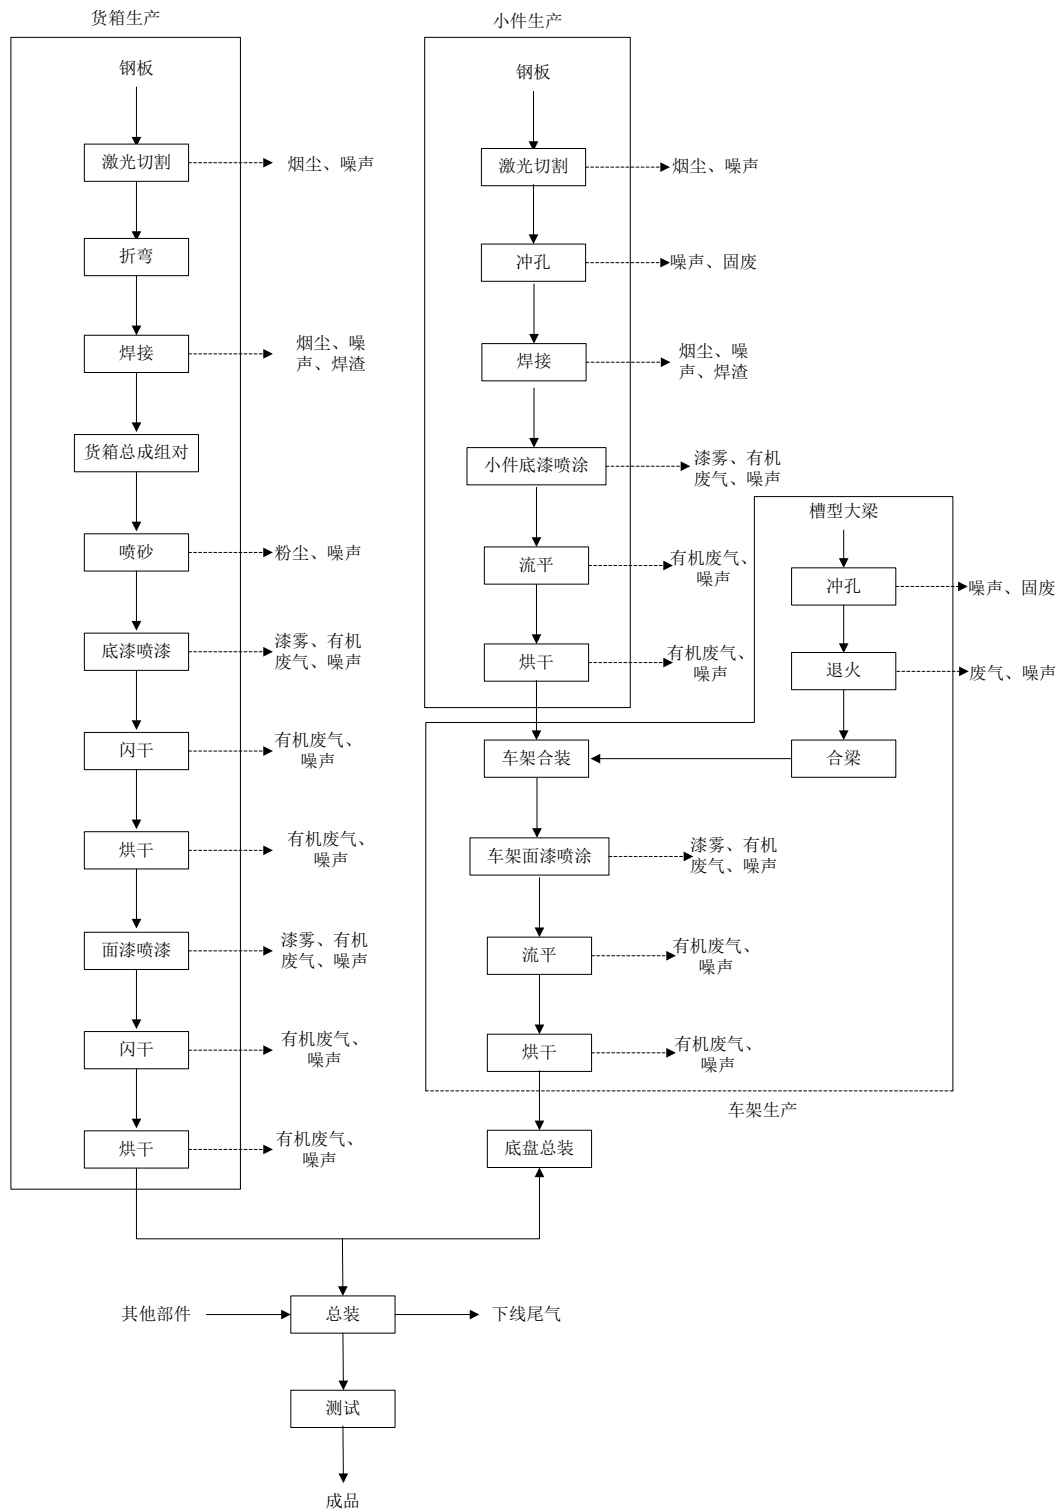 货箱生产
钢板
激光切割
烟尘、噪声
折弯
焊接
烟尘、噪
声、焊渣
货箱总成组对
喷砂
粉尘、噪声
底漆喷漆
漆雾、有机
废气、噪声
闪干
有机废气、
噪声
烘干
有机废气、
噪声
面漆喷漆
漆雾、有机
废气、噪声
闪干
有机废气、
噪声
烘干
有机废气、
噪声
小件生产
钢板
激光切割
烟尘、噪声
冲孔
噪声、固废
焊接
烟尘、噪
声、焊渣
小件底漆喷涂
漆雾、有机
废气、噪声
流平
有机废气、
噪声
烘干
有机废气、
噪声
槽型大梁
冲孔
噪声、固废
退火
废气、噪声
合梁
车架合装
车架面漆喷涂
漆雾、有机
废气、噪声
流平
有机废气、
噪声
烘干
有机废气、
噪声
车架生产
底盘总装
其他部件
总装
下线尾气
测试
成品